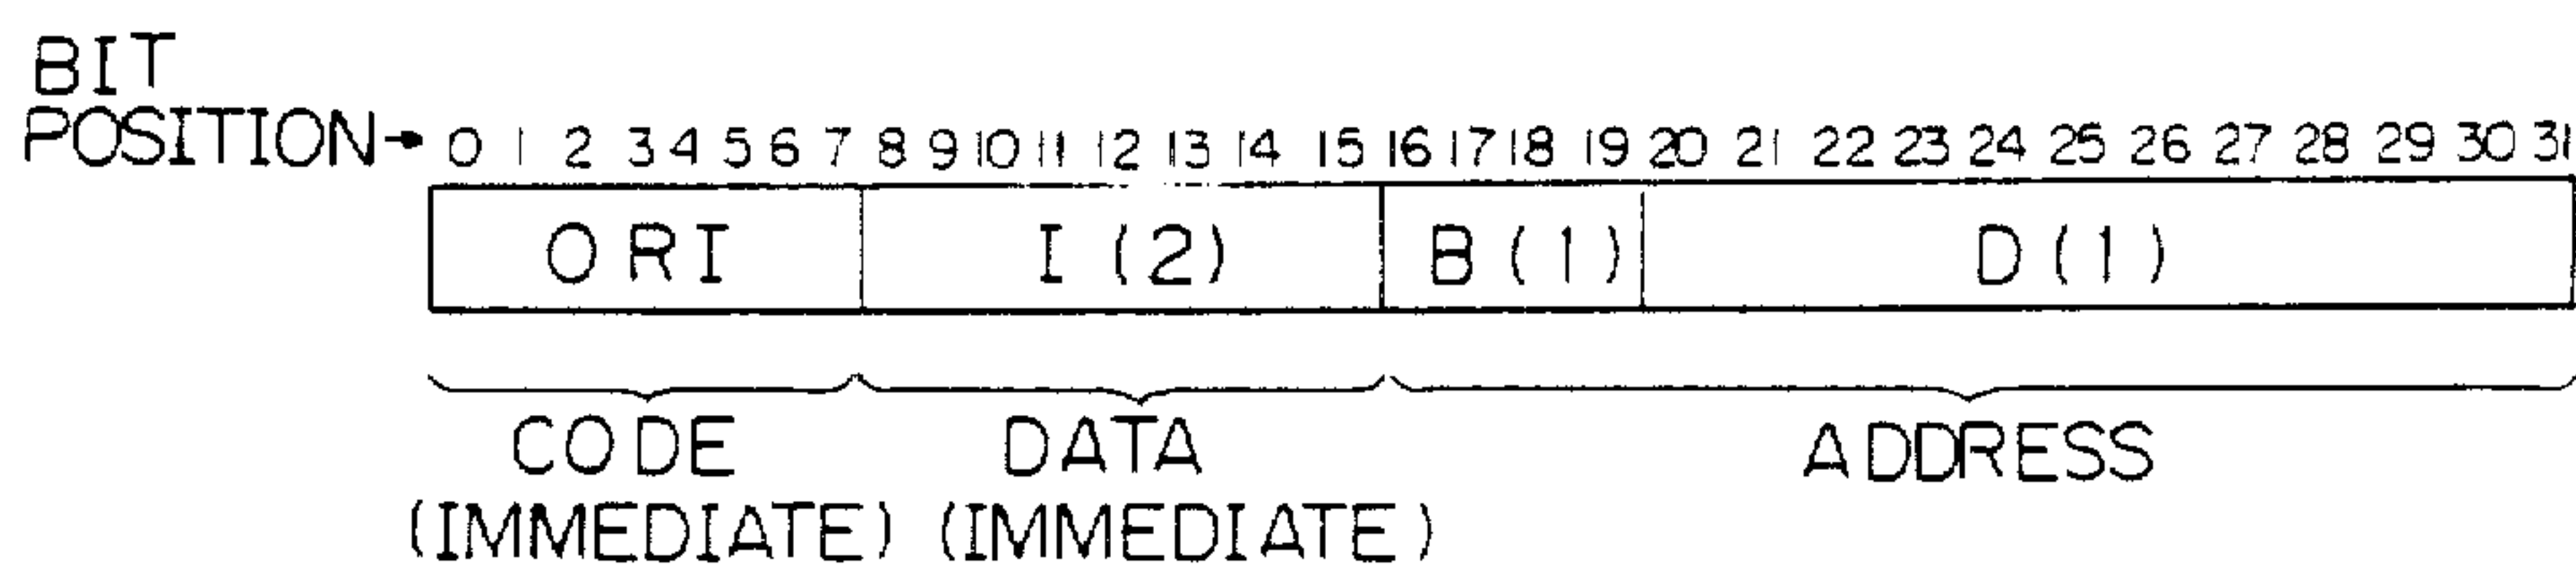 BIT
POSITION→ 0 1 2 3 4 5 6 7 8 9 10 11 12 13 14 15 16 17 18 19 20 21 22 23 24 25 26 27 28 29 30 31
ORI I (2) B (1) D (1)
CODE DATA ADDRESS
(IMMEDIATE) (IMMEDIATE)